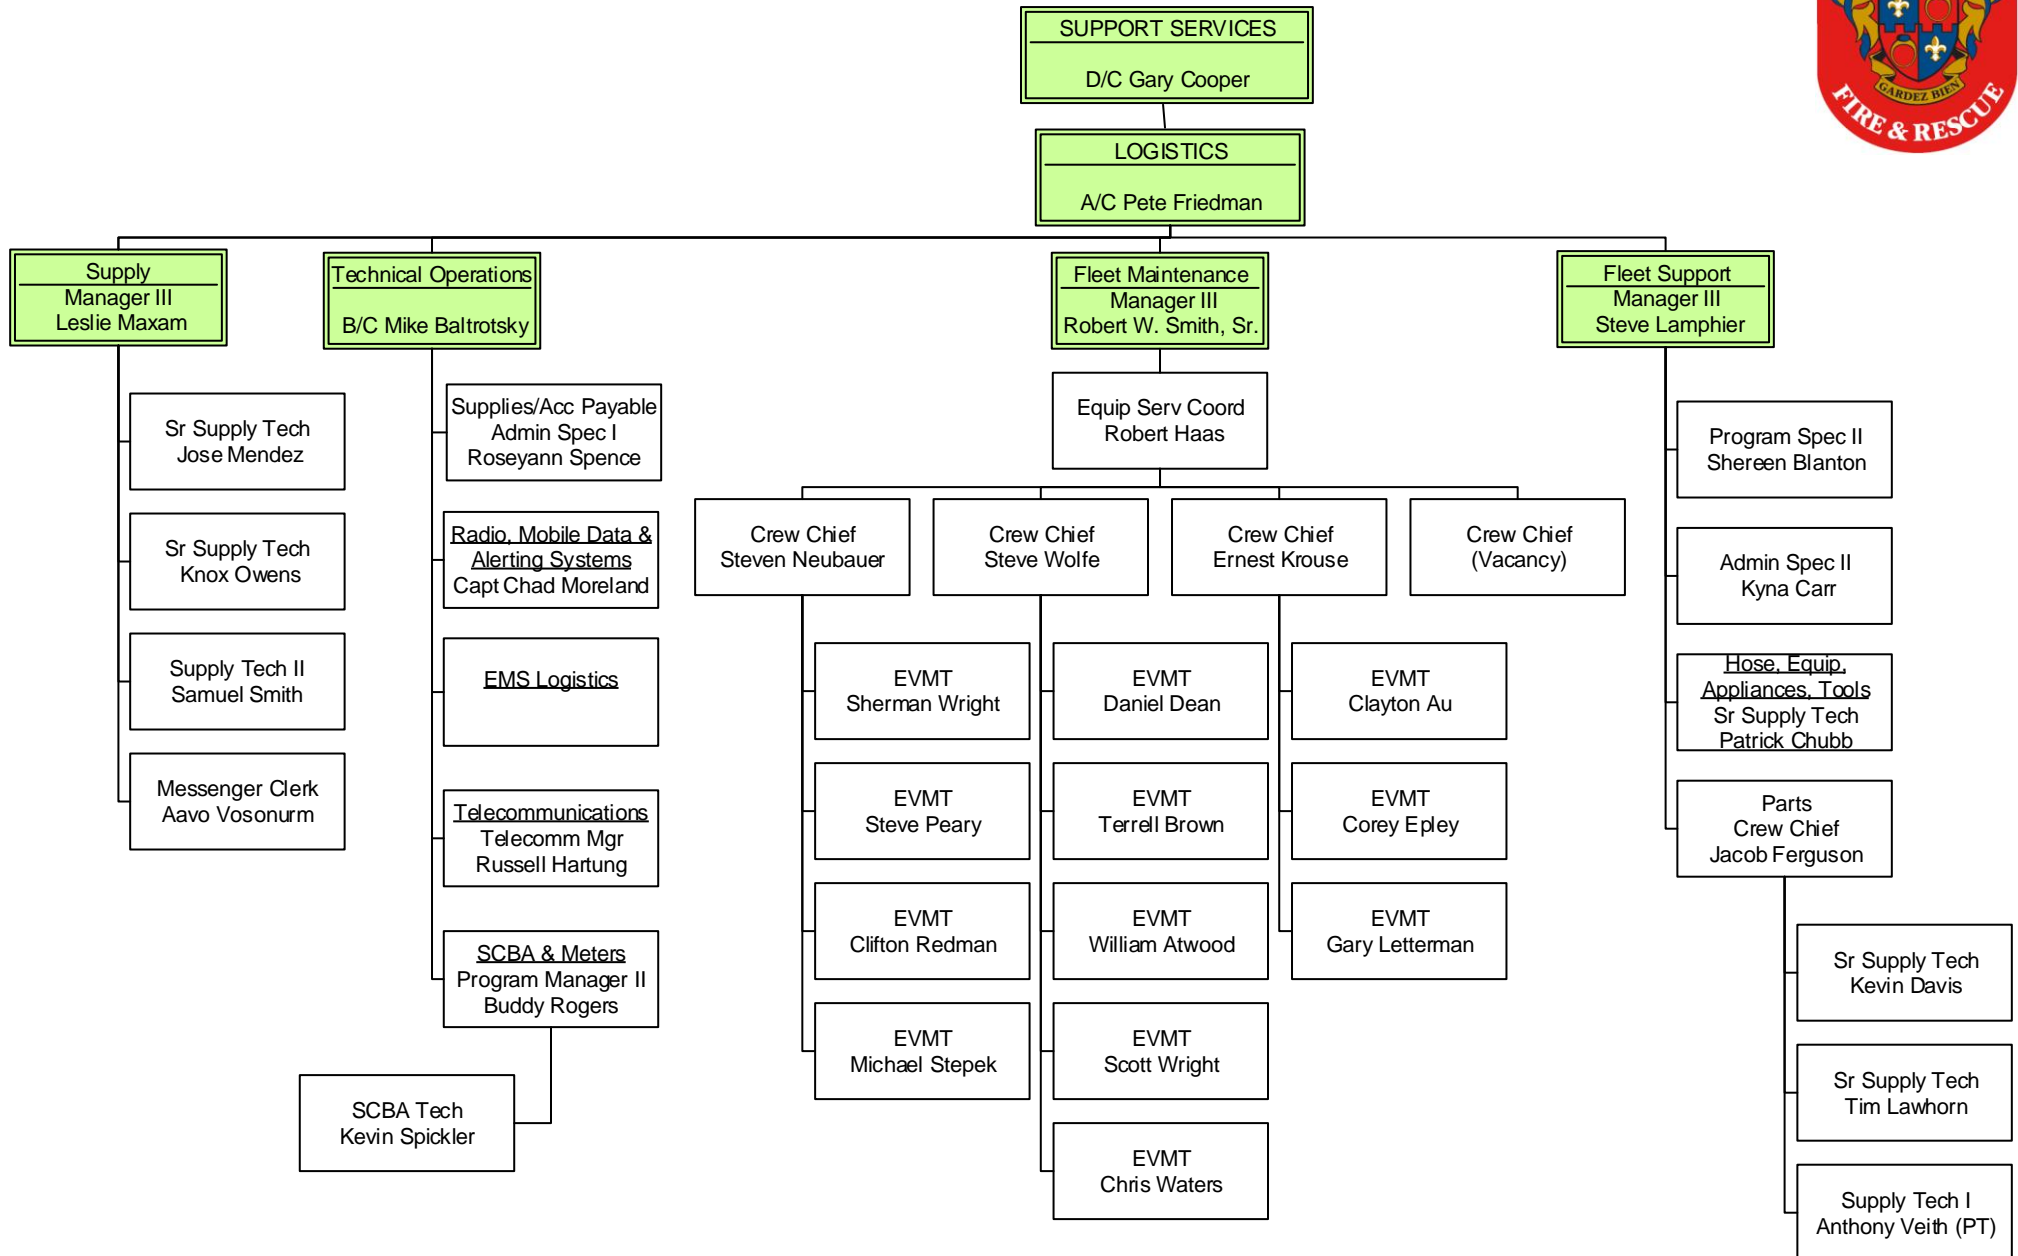 SUPPORT SERVICES
D/C Gary Cooper
GARDEZ BIEN
FIRE & RESCUE
LOGISTICS
A/C Pete Friedman
Supply
Manager III
Leslie Maxam
Technical Operations
B/C Mike Baltrotsky
Fleet Maintenance
Manager III
Robert W. Smith, Sr.
Fleet Support
Manager III
Steve Lamphier
Sr Supply Tech
Jose Mendez
Sr Supply Tech
Knox Owens
Supply Tech II
Samuel Smith
Messenger Clerk
Aavo Vosonurm
Supplies/Acc Payable
Admin Spec I
Roseyann Spence
Radio, Mobile Data &
Alerting Systems
Capt Chad Moreland
EMS Logistics
Telecommunications
Telecomm Mgr
Russell Hartung
SCBA & Meters
Program Manager II
Buddy Rogers
SCBA Tech
Kevin Spickler
Equip Serv Coord
Robert Haas
Crew Chief
Steven Neubauer
EVMT
Sherman Wright
EVMT
Steve Peary
EVMT
Clifton Redman
EVMT
Michael Stepek
Crew Chief
Steve Wolfe
EVMT
Daniel Dean
EVMT
Terrell Brown
EVMT
William Atwood
EVMT
Scott Wright
EVMT
Chris Waters
Crew Chief
Ernest Krouse
EVMT
Clayton Au
EVMT
Corey Epley
EVMT
Gary Letterman
Crew Chief
(Vacancy)
Program Spec II
Shereen Blanton
Admin Spec II
Kyna Carr
Hose, Equip,
Appliances, Tools
Sr Supply Tech
Patrick Chubb
Parts
Crew Chief
Jacob Ferguson
Sr Supply Tech
Kevin Davis
Sr Supply Tech
Tim Lawhorn
Supply Tech I
Anthony Veith (PT)